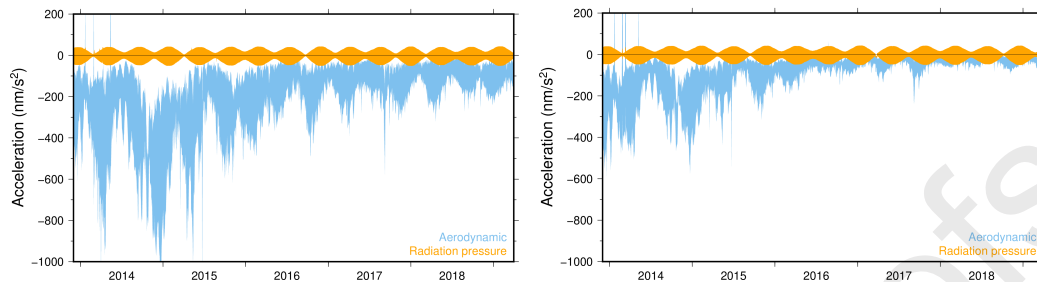 200
0
−200
−400
−600
−800
−1000
Acceleration (nm/s²)
2014 2015 2016 2017 2018
Aerodynamic
Radiation pressure
200
0
−200
−400
−600
−800
−1000
Acceleration (nm/s²)
2014 2015 2016 2017 2018
Aerodynamic
Radiation pressure
ofs